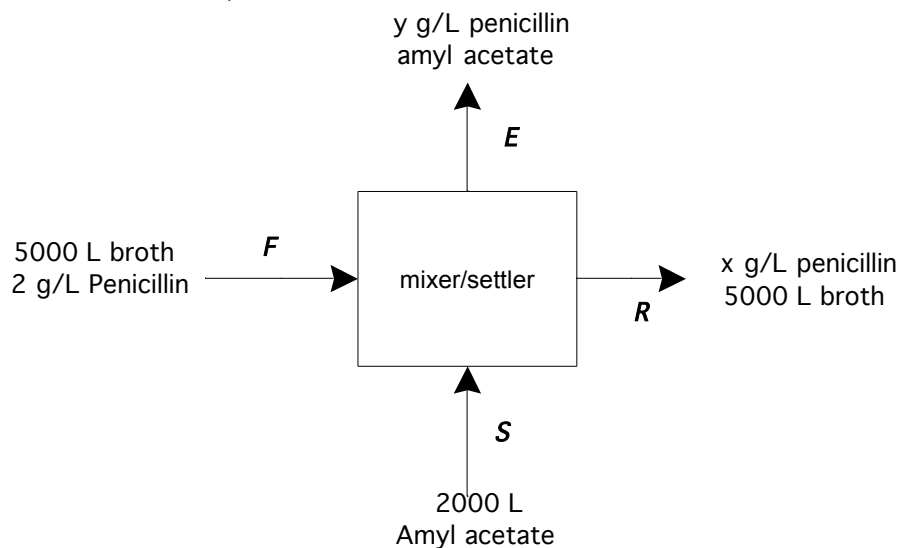 y g/L penicillin
amyl acetate
E
5000 L broth
2 g/L Penicillin
F
mixer/settler
x g/L penicillin
5000 L broth
R
S
2000 L
Amyl acetate